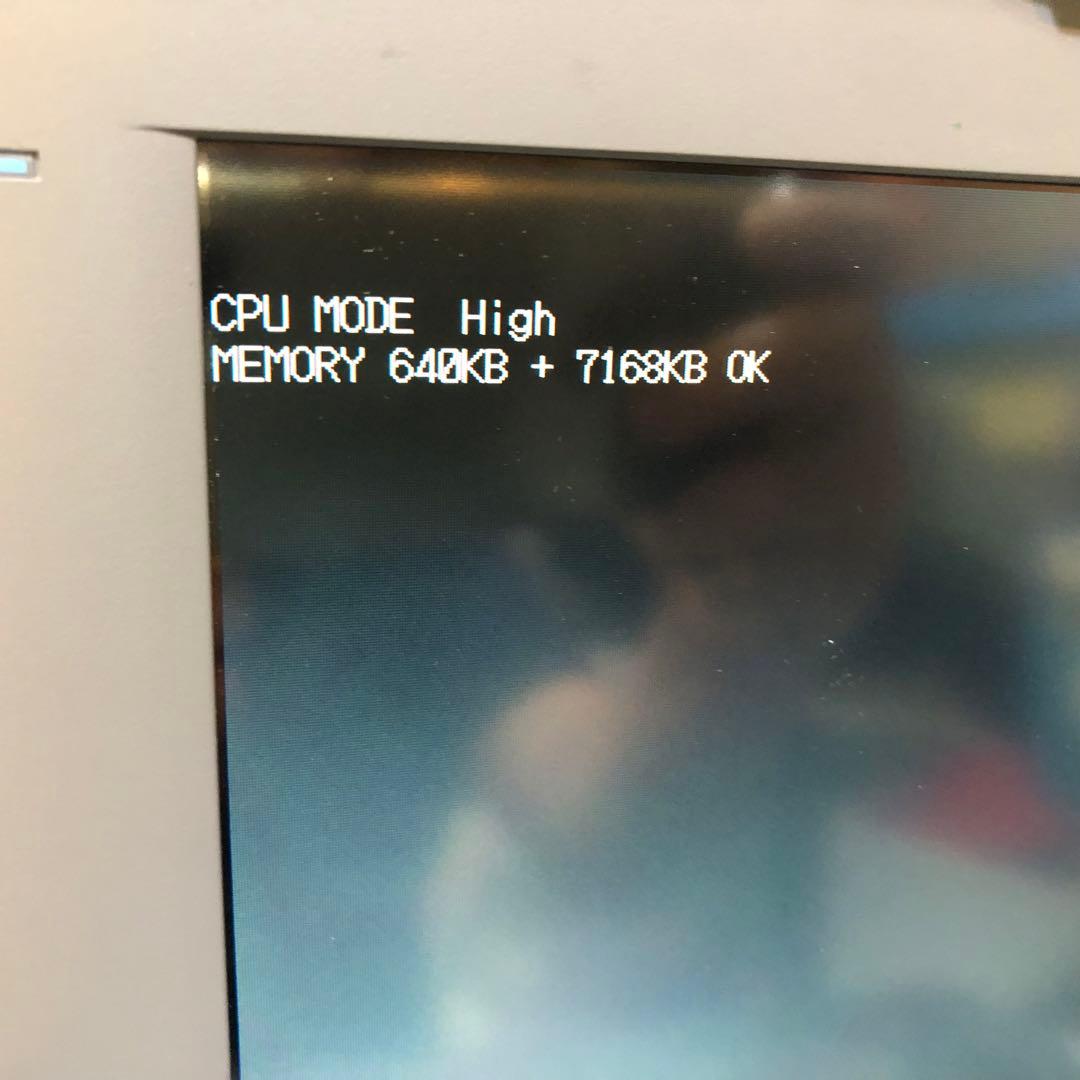 CPU MODE  High
MEMORY 640KB + 7168KB OK